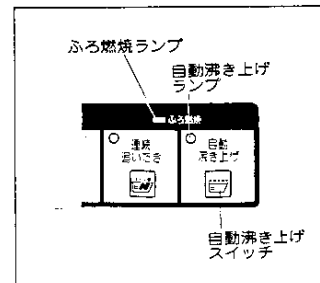 ふろ燃焼ランプ
自動沸き上げ
ランプ
ふろ燃焼
連続
追いだき
自動
沸き上げ
自動沸き上げ
スイッチ